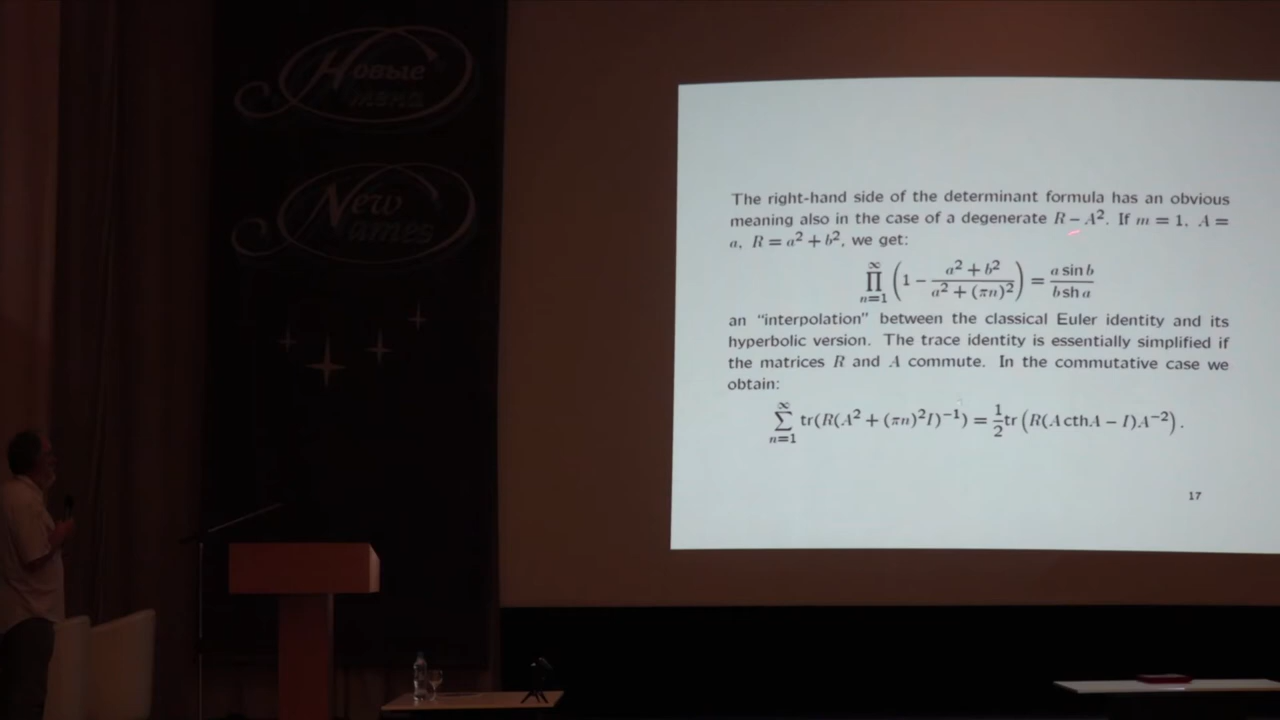 Новые
имена
New
Names
The right-hand side of the determinant formula has an obvious
meaning also in the case of a degenerate R − A². If m = 1, A =
a, R = a² + b², we get:
∏_{n=1}^{∞} (1 − (a² + b²)/(a² + (πn)²)) = (a sin b)/(b sh a)
an “interpolation” between the classical Euler identity and its
hyperbolic version. The trace identity is essentially simplified if
the matrices R and A commute. In the commutative case we
obtain:
∑_{n=1}^{∞} tr(R(A² + (πn)²I)⁻¹) = ½tr (R(A cthA − I)A⁻²).
17